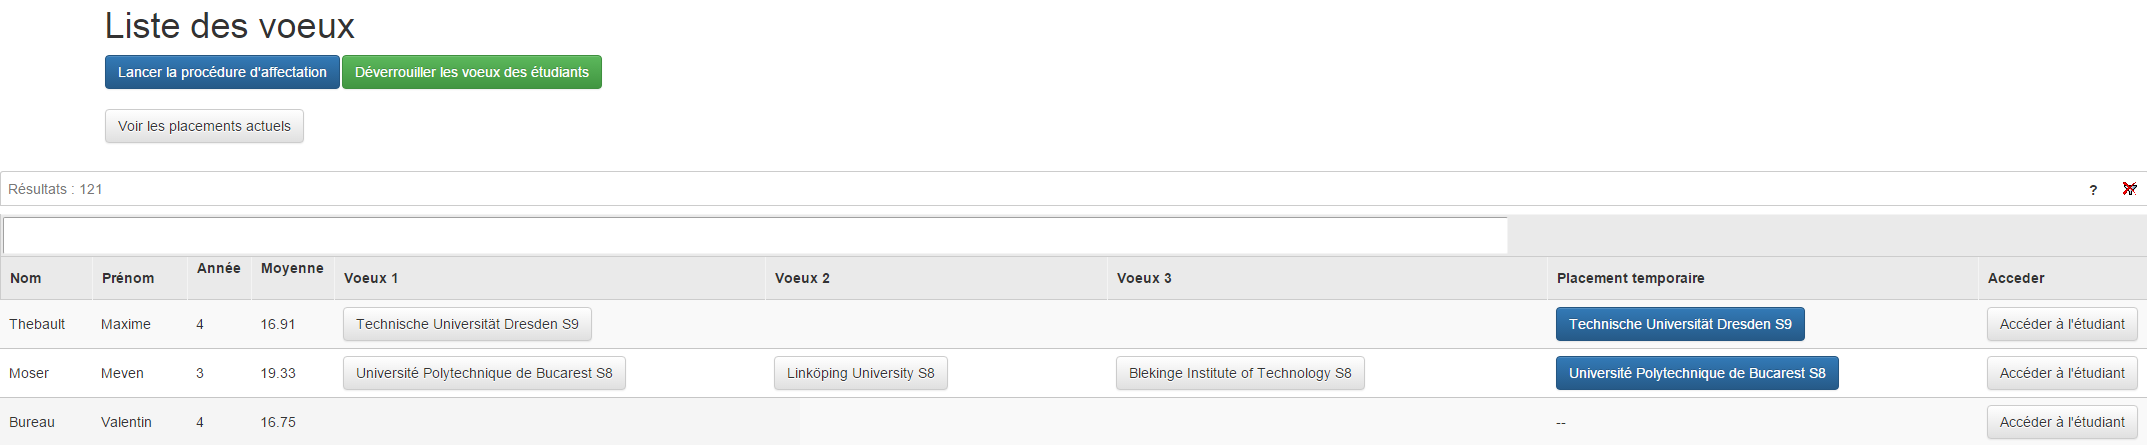 Liste des voeux
Lancer la procédure d'affectation Déverrouiller les voeux des étudiants
Voir les placements actuels
Résultats : 121 ?
Nom Prénom Année Moyenne Voeux 1 Voeux 2 Voeux 3 Placement temporaire Acceder
Thebault Maxime 4 16.91 Technische Universität Dresden S9 Technische Universität Dresden S9 Accéder à l'étudiant
Moser Meven 3 19.33 Université Polytechnique de Bucarest S8 Linköping University S8 Blekinge Institute of Technology S8 Université Polytechnique de Bucarest S8 Accéder à l'étudiant
Bureau Valentin 4 16.75 -- Accéder à l'étudiant